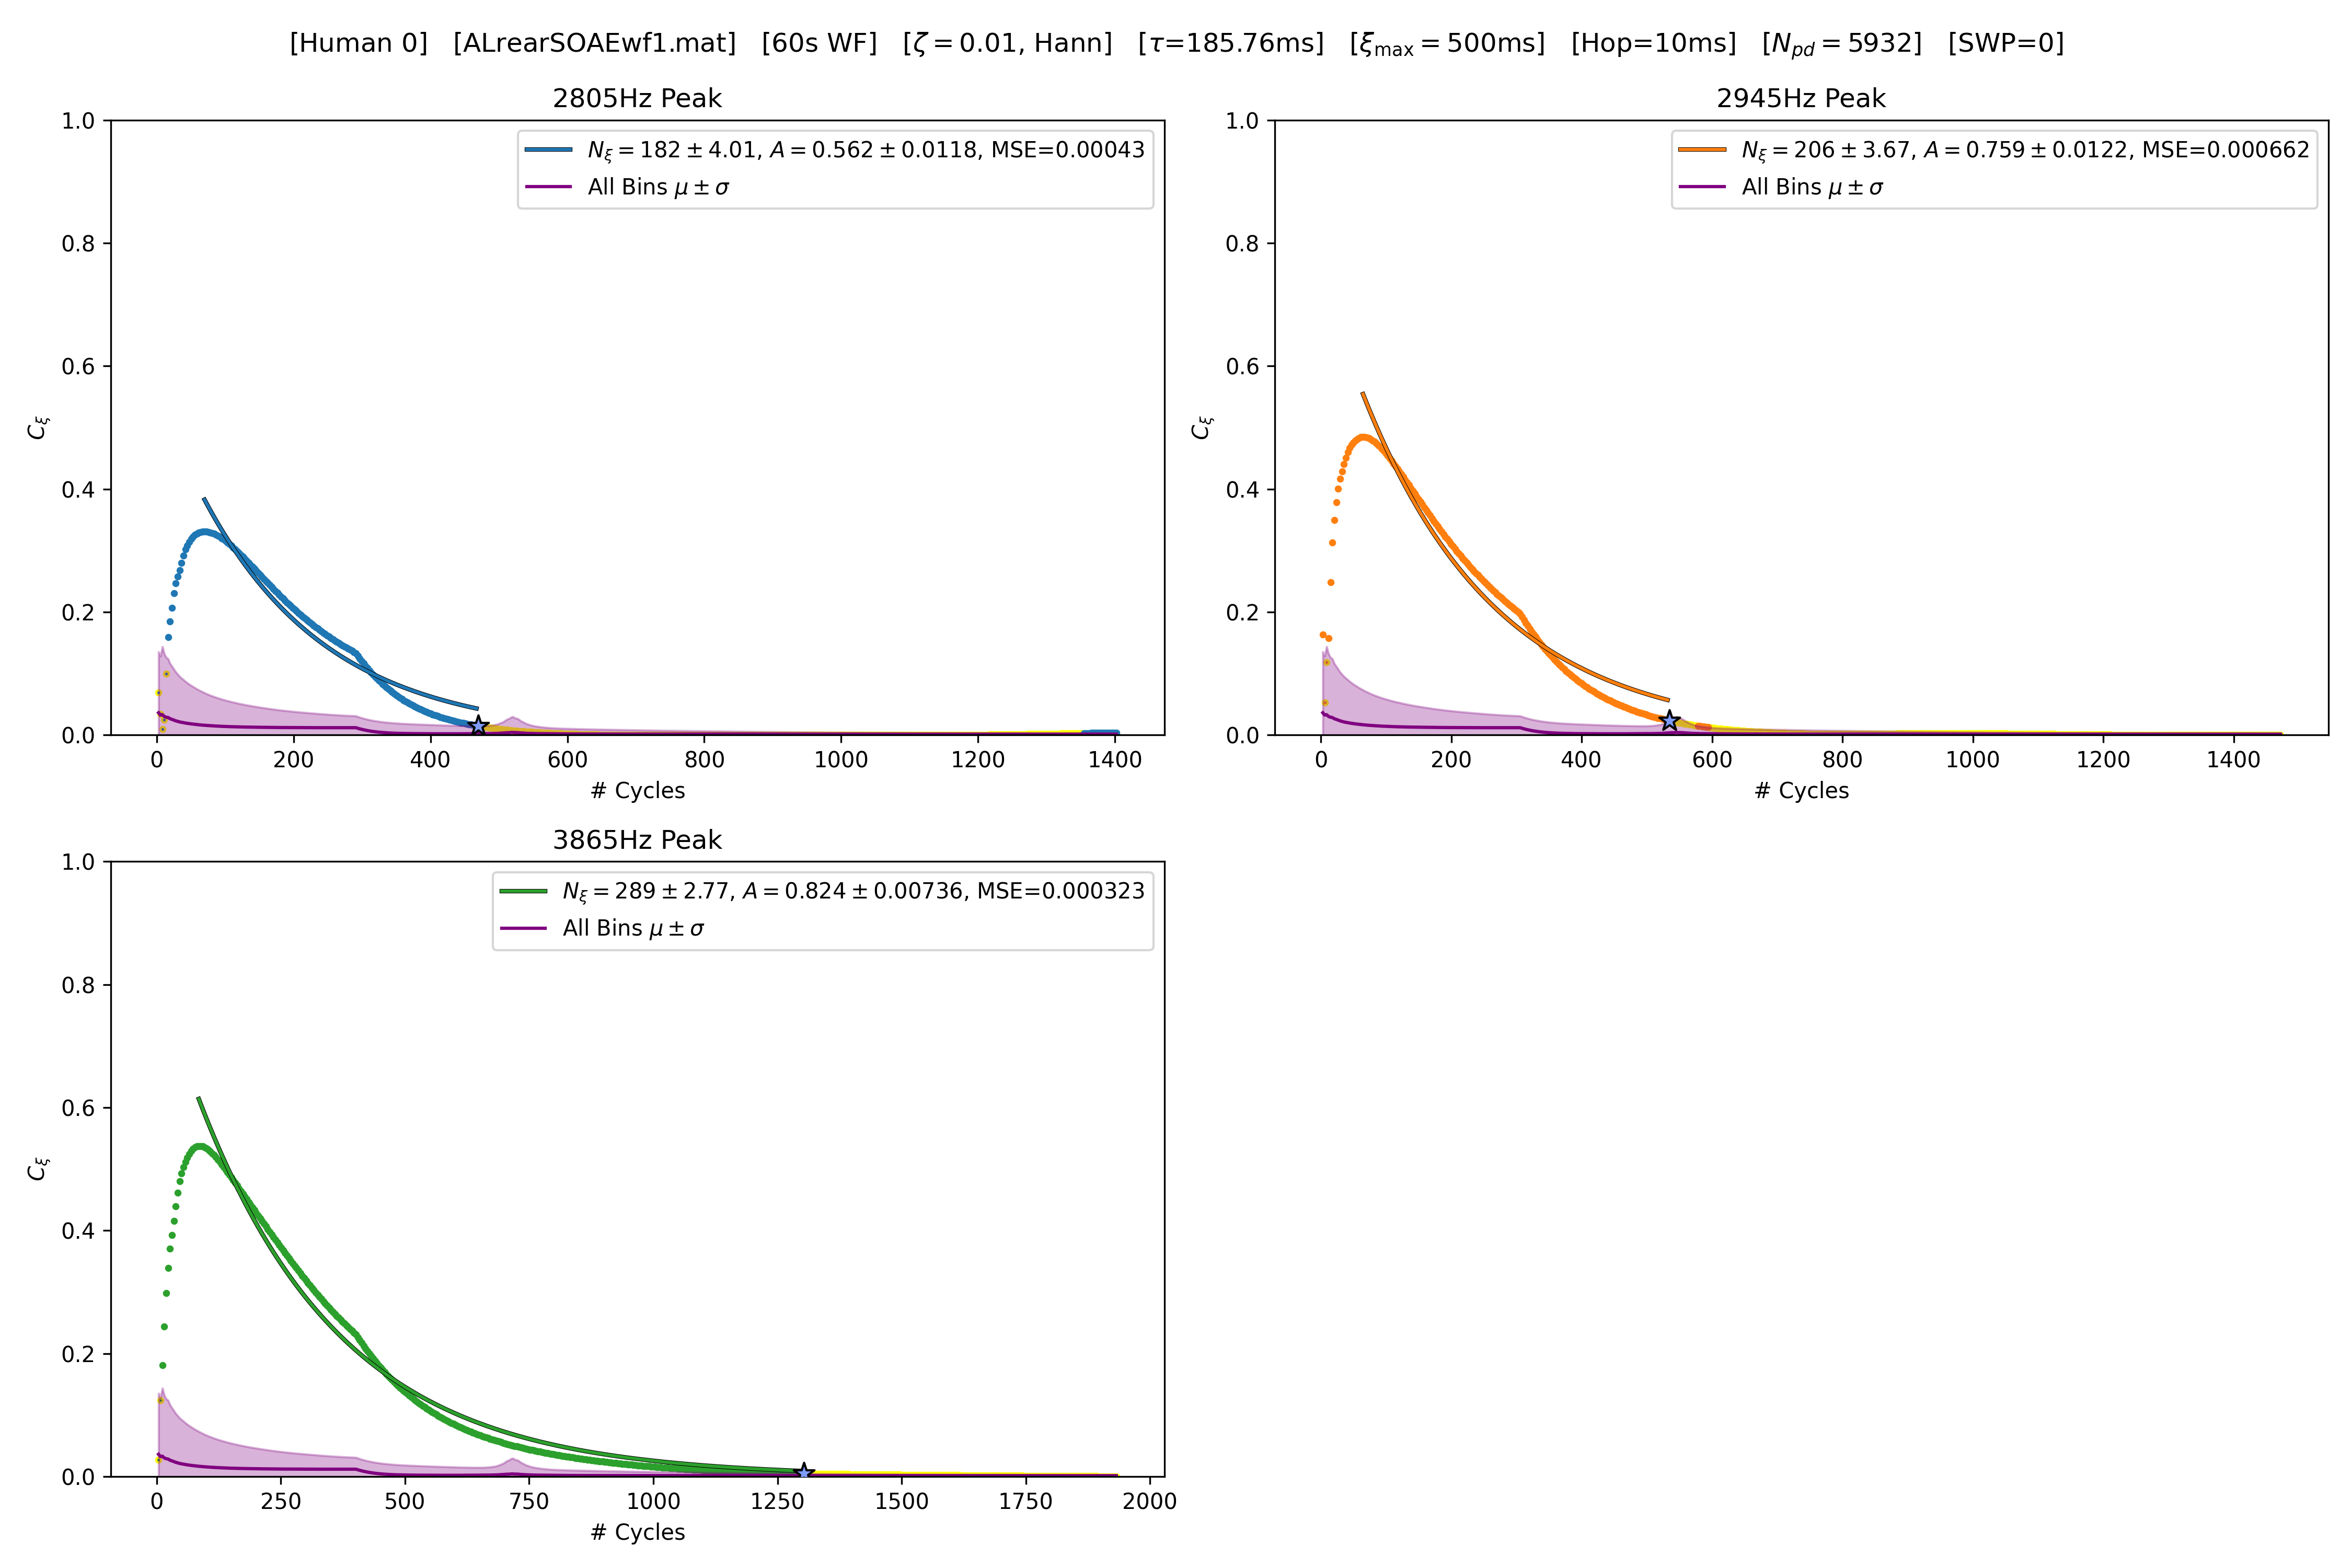 [Human 0] [ALrearSOAEwf1.mat] [60s WF] [ζ = 0.01, Hann] [τ=185.76ms] [ξmax = 500ms] [Hop=10ms] [Npd = 5932] [SWP=0]
2805Hz Peak
1.0
0.8
0.6
0.4
0.2
0.0
Cξ
Nξ = 182 ± 4.01, A = 0.562 ± 0.0118, MSE=0.00043
All Bins μ ± σ
0 200 400 600 800 1000 1200 1400
# Cycles
2945Hz Peak
1.0
0.8
0.6
0.4
0.2
0.0
Cξ
Nξ = 206 ± 3.67, A = 0.759 ± 0.0122, MSE=0.000662
All Bins μ ± σ
0 200 400 600 800 1000 1200 1400
# Cycles
3865Hz Peak
1.0
0.8
0.6
0.4
0.2
0.0
Cξ
Nξ = 289 ± 2.77, A = 0.824 ± 0.00736, MSE=0.000323
All Bins μ ± σ
0 250 500 750 1000 1250 1500 1750 2000
# Cycles